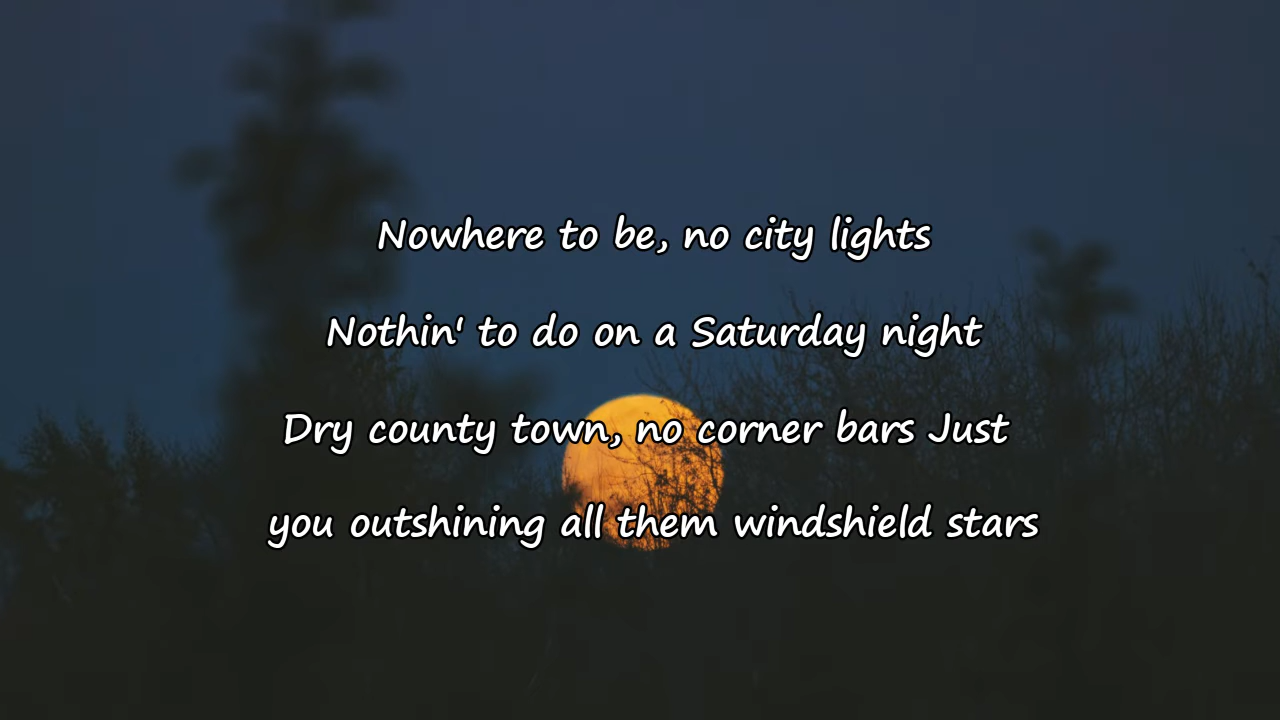 Nowhere to be, no city lights
Nothin' to do on a Saturday night
Dry county town, no corner bars Just
you outshining all them windshield stars